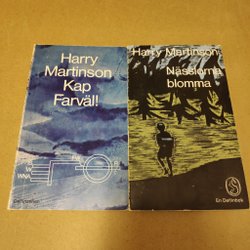 Harry
Martinson
Kap
Farväl!
Harry Martinson
Nässlorna
blomma
En Delfinbok